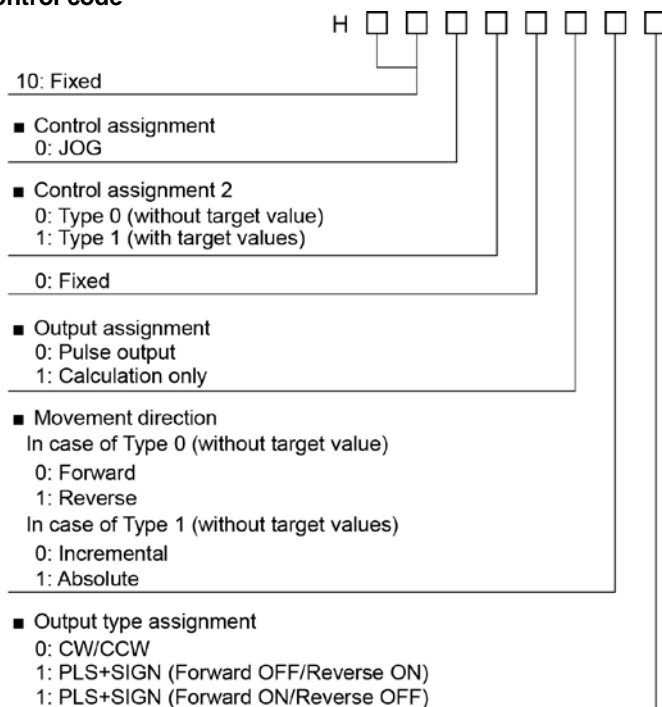 ontrol code
H □ □ □ □ □ □ □ □
10: Fixed
■ Control assignment
0: JOG
■ Control assignment 2
0: Type 0 (without target value)
1: Type 1 (with target values)
0: Fixed
■ Output assignment
0: Pulse output
1: Calculation only
■ Movement direction
In case of Type 0 (without target value)
0: Forward
1: Reverse
In case of Type 1 (without target values)
0: Incremental
1: Absolute
■ Output type assignment
0: CW/CCW
1: PLS+SIGN (Forward OFF/Reverse ON)
1: PLS+SIGN (Forward ON/Reverse OFF)